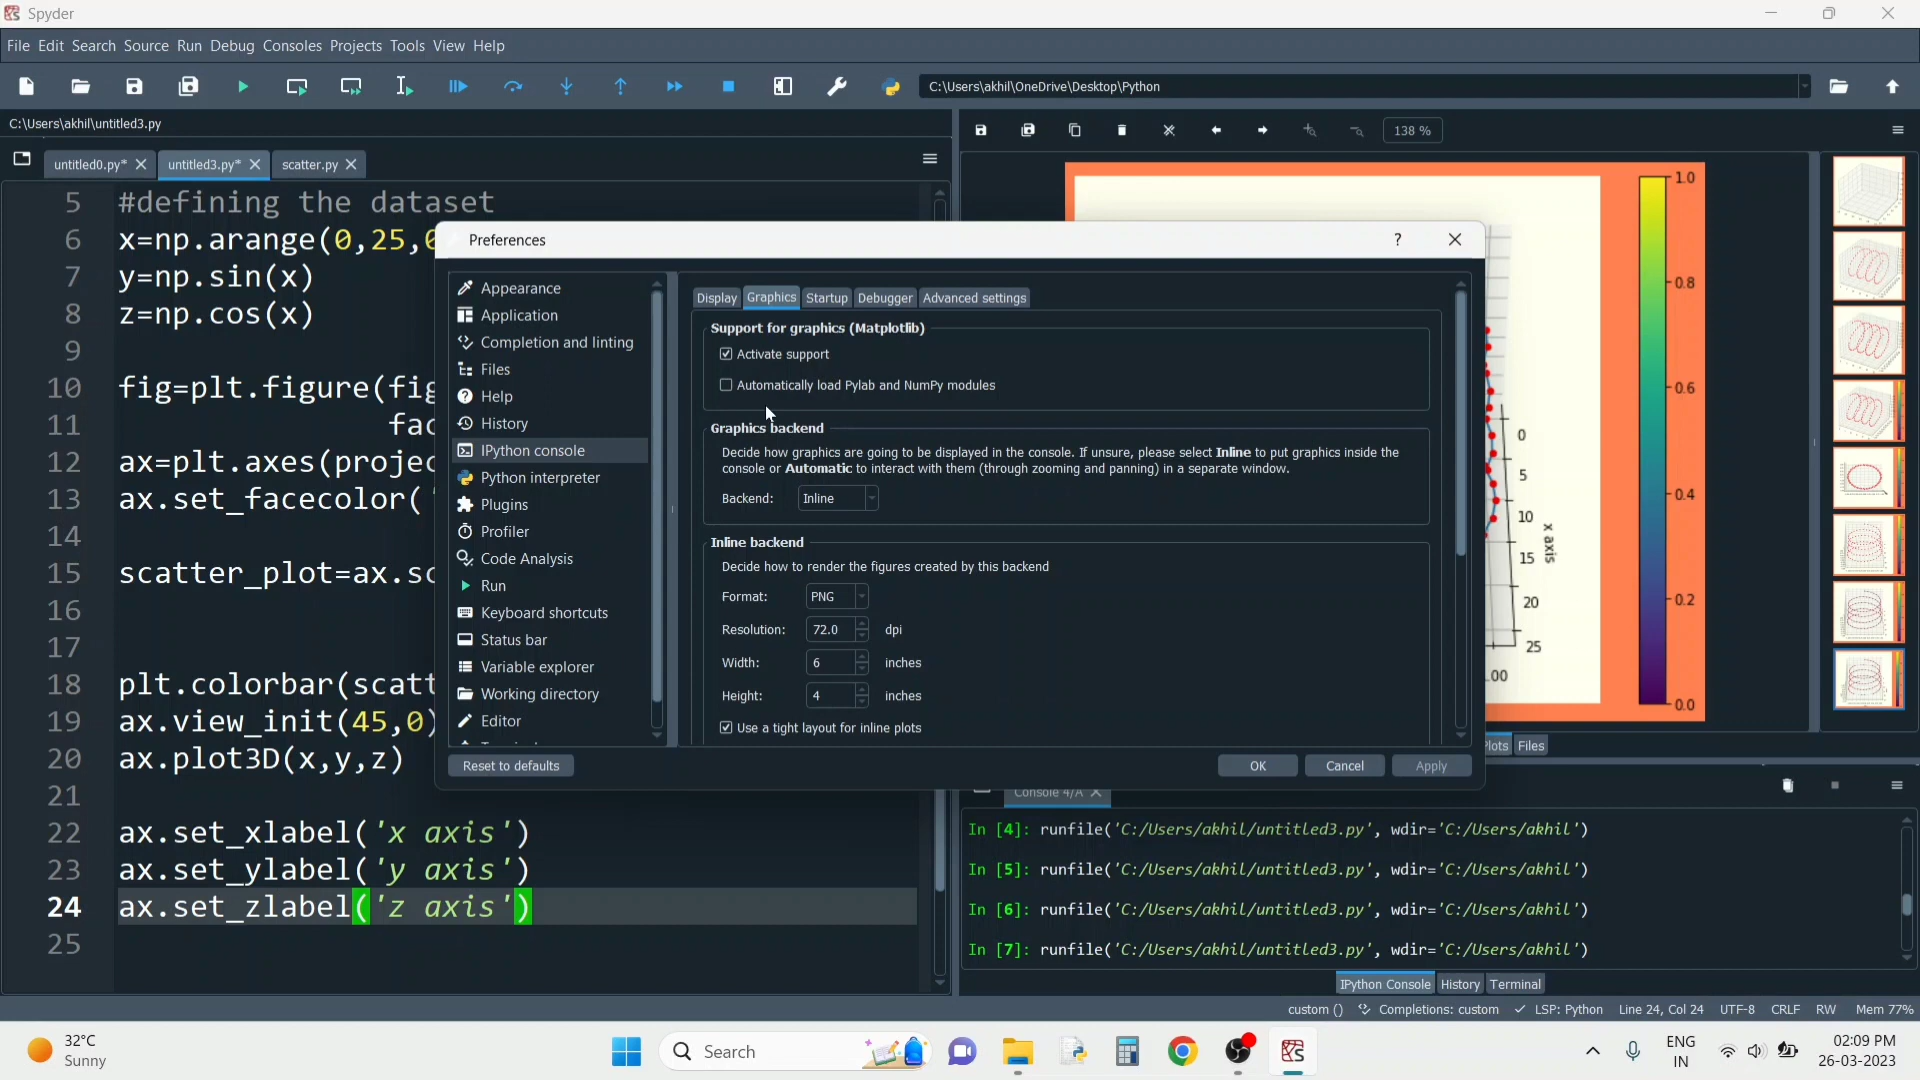 Spyder
File Edit Search Source Run Debug Consoles Projects Tools View Help
C:\Users\akhil\OneDrive\Desktop\Python
C:\Users\akhil\untitled3.py
138 %
untitled0.py*
untitled3.py*
scatter.py
5 #defining the dataset
6 x=np.arange(0,25,0
7 y=np.sin(x)
8 z=np.cos(x)
9
10 fig=plt.figure(fig
11 fac
12 ax=plt.axes(projec
13 ax.set_facecolor('
14
15 scatter_plot=ax.sc
16
17
18 plt.colorbar(scatt
19 ax.view_init(45,0)
20 ax.plot3D(x,y,z)
21
22 ax.set_xlabel('x axis')
23 ax.set_ylabel('y axis')
24 ax.set_zlabel('z axis')
25
Preferences
?
Appearance
Application
Completion and linting
Files
Help
History
IPython console
Python interpreter
Plugins
Profiler
Code Analysis
Run
Keyboard shortcuts
Status bar
Variable explorer
Working directory
Editor
Display Graphics Startup Debugger Advanced settings
Support for graphics (Matplotlib)
Activate support
Automatically load Pylab and NumPy modules
Graphics backend
Decide how graphics are going to be displayed in the console. If unsure, please select Inline to put graphics inside the
console or Automatic to interact with them (through zooming and panning) in a separate window.
Backend: Inline
Inline backend
Decide how to render the figures created by this backend
Format: PNG
Resolution: 72.0 dpi
Width: 6 inches
Height: 4 inches
Use a tight layout for inline plots
Reset to defaults
OK
Cancel
Apply
1.0
0.8
0.6
0.4
0.2
0.0
0
5
10
15
20
25
x axis
.00
Plots
Files
Console 4/A
In [4]: runfile('C:/Users/akhil/untitled3.py', wdir='C:/Users/akhil')
In [5]: runfile('C:/Users/akhil/untitled3.py', wdir='C:/Users/akhil')
In [6]: runfile('C:/Users/akhil/untitled3.py', wdir='C:/Users/akhil')
In [7]: runfile('C:/Users/akhil/untitled3.py', wdir='C:/Users/akhil')
IPython Console History Terminal
custom () Completions: custom LSP: Python Line 24, Col 24 UTF-8 CRLF RW Mem 77%
32°C
Sunny
Search
ENG
IN
02:09 PM
26-03-2023